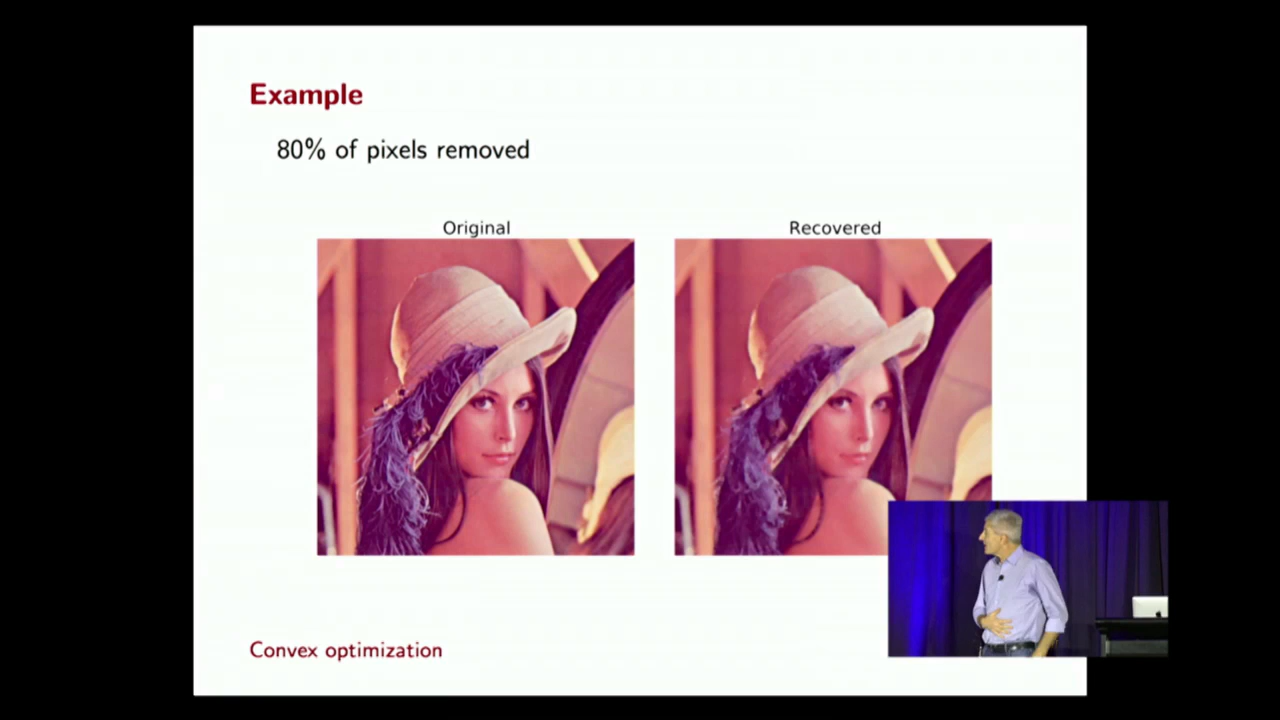 Example
80% of pixels removed
Original
Recovered
Convex optimization